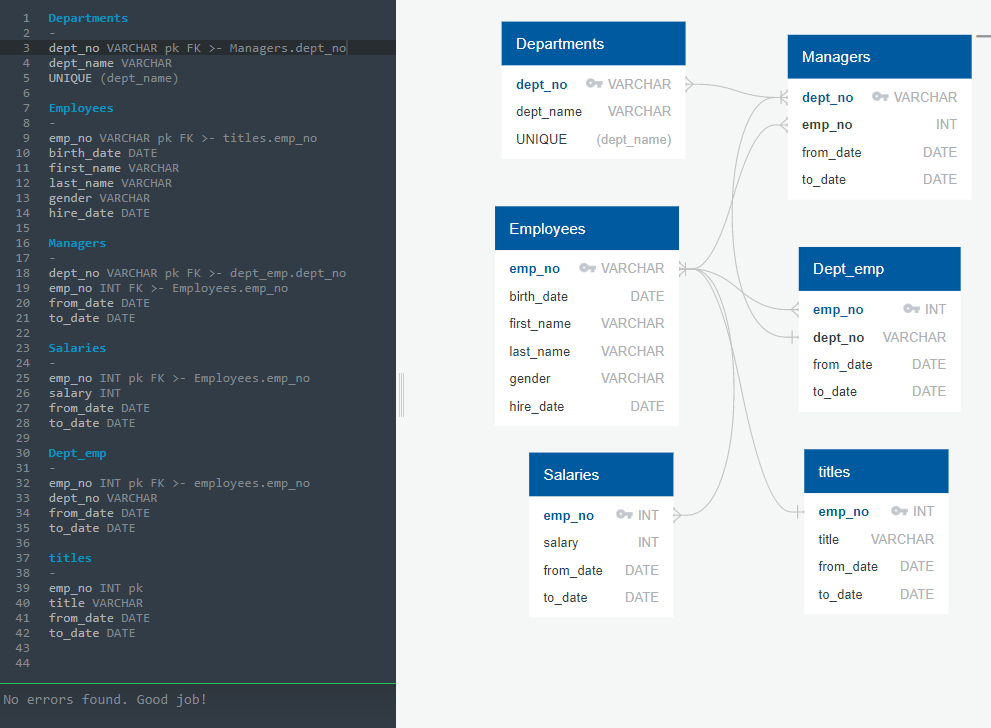 1 Departments
2 -
3 dept_no VARCHAR pk FK >- Managers.dept_no
4 dept_name VARCHAR
5 UNIQUE (dept_name)
6
7 Employees
8 -
9 emp_no VARCHAR pk FK >- titles.emp_no
10 birth_date DATE
11 first_name VARCHAR
12 last_name VARCHAR
13 gender VARCHAR
14 hire_date DATE
15
16 Managers
17 -
18 dept_no VARCHAR pk FK >- dept_emp.dept_no
19 emp_no INT FK >- Employees.emp_no
20 from_date DATE
21 to_date DATE
22
23 Salaries
24 -
25 emp_no INT pk FK >- Employees.emp_no
26 salary INT
27 from_date DATE
28 to_date DATE
29
30 Dept_emp
31 -
32 emp_no INT pk FK >- employees.emp_no
33 dept_no VARCHAR
34 from_date DATE
35 to_date DATE
36
37 titles
38 -
39 emp_no INT pk
40 title VARCHAR
41 from_date DATE
42 to_date DATE
43
44
No errors found. Good job!
Departments
dept_no VARCHAR
dept_name VARCHAR
UNIQUE (dept_name)
Managers
dept_no VARCHAR
emp_no INT
from_date DATE
to_date DATE
Employees
emp_no VARCHAR
birth_date DATE
first_name VARCHAR
last_name VARCHAR
gender VARCHAR
hire_date DATE
Dept_emp
emp_no INT
dept_no VARCHAR
from_date DATE
to_date DATE
Salaries
emp_no INT
salary INT
from_date DATE
to_date DATE
titles
emp_no INT
title VARCHAR
from_date DATE
to_date DATE